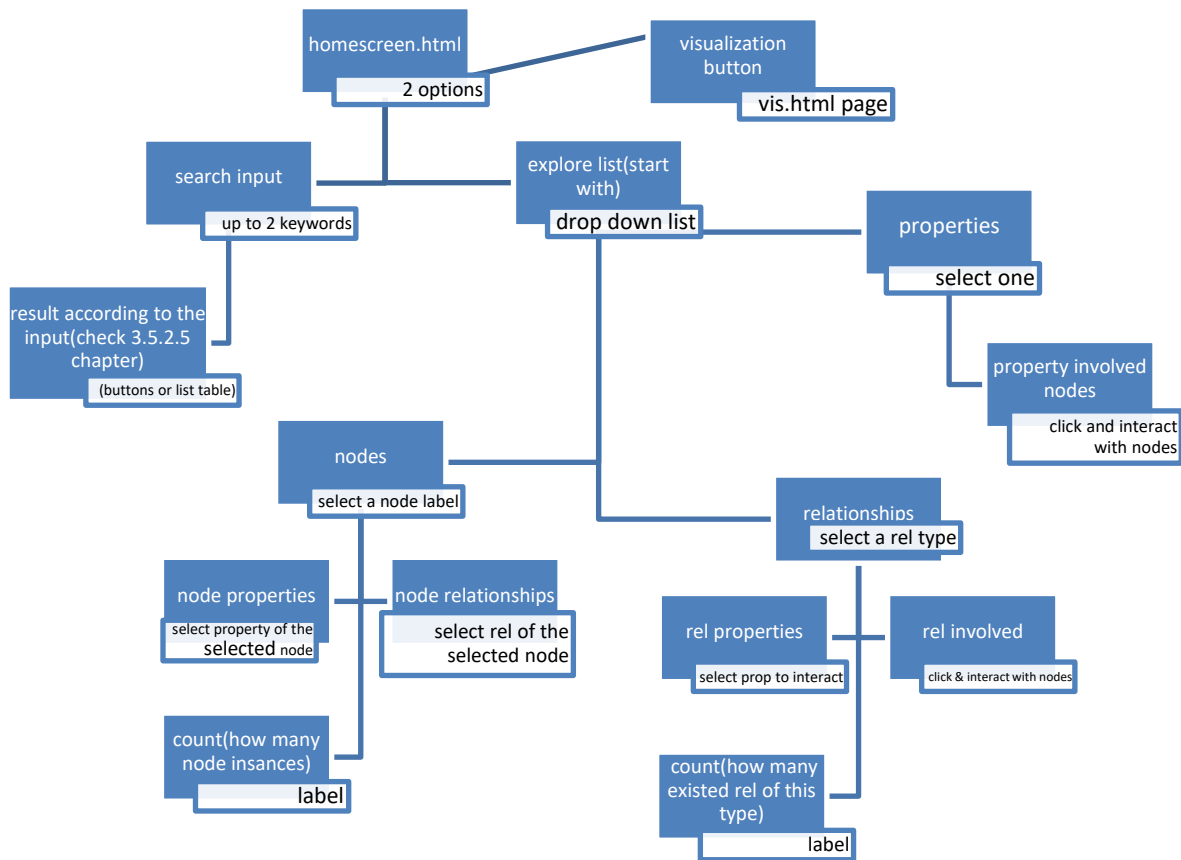 homescreen.html
2 options
visualization
button
vis.html page
search input
up to 2 keywords
explore list(start
with)
drop down list
properties
select one
result according to the
input(check 3.5.2.5
chapter)
(buttons or list table)
property involved
nodes
click and interact
with nodes
nodes
select a node label
relationships
select a rel type
node properties
select property of the
selected node
node relationships
select rel of the
selected node
rel properties
select prop to interact
rel involved
click & interact with nodes
count(how many
node insances)
label
count(how many
existed rel of this
type)
label